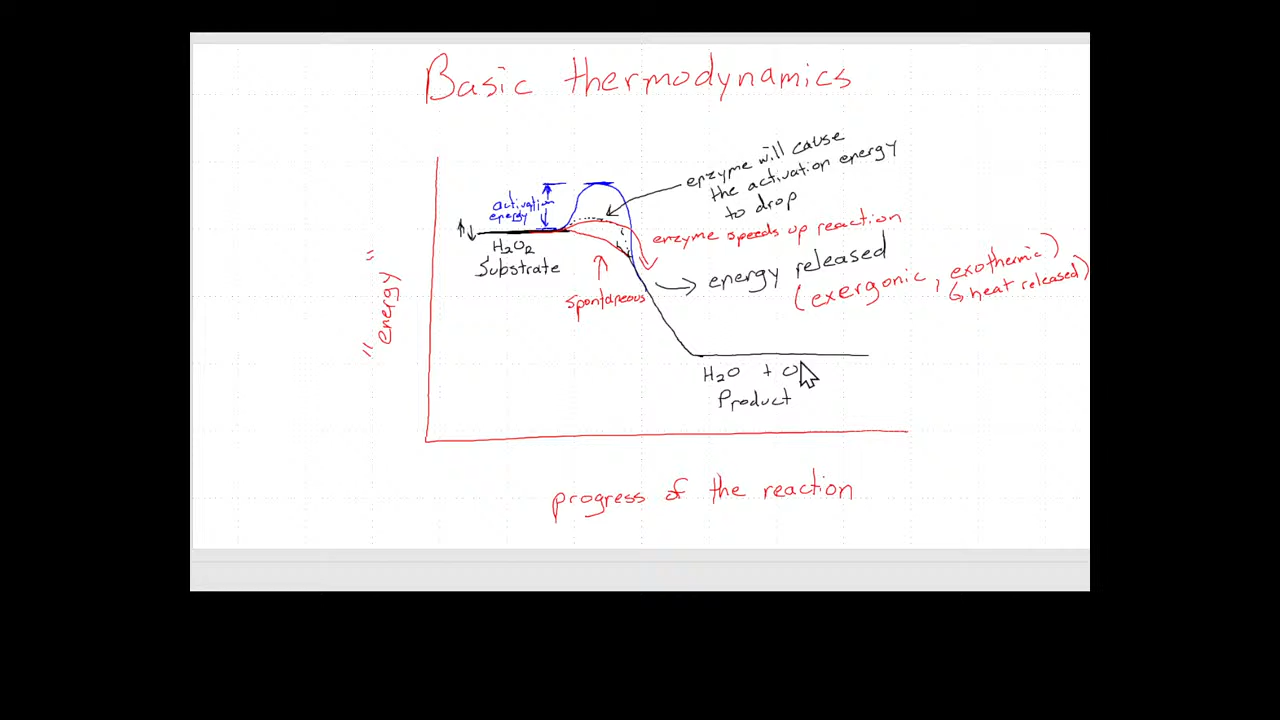 Basic thermodynamics
enzyme will cause
the activation energy
to drop
activation
energy
enzyme speeds up reaction
H₂O₂
Substrate
energy released
(exergonic, exothermic)
↳ heat released)
spontaneous
"energy"
H₂O + O
Product
progress of the reaction